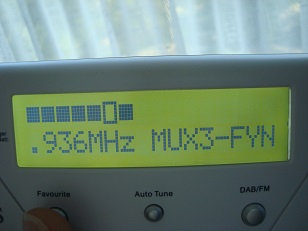 .936MHz MUX3-FYN
Favourite Auto Tune DAB/FM